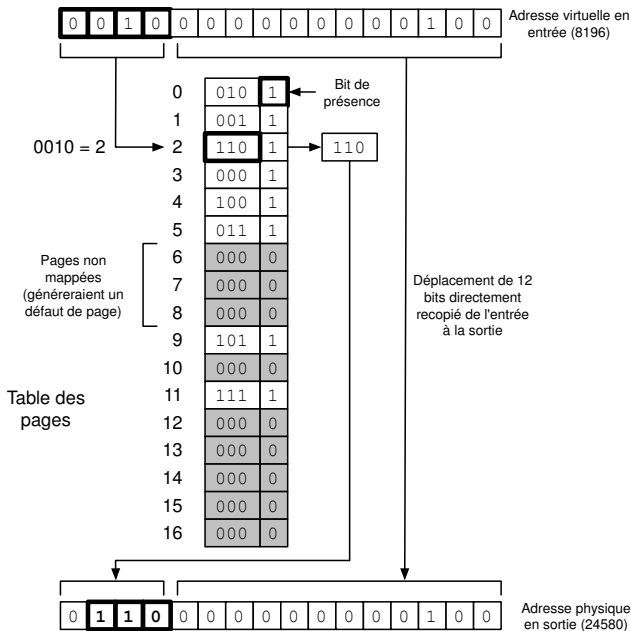 0 0 1 0 0 0 0 0 0 0 0 0 0 1 0 0
Adresse virtuelle en
entrée (8196)
0 010 1
Bit de
présence
1 001 1
0010 = 2
2 110 1
110
3 000 1
4 100 1
5 011 1
6 000 0
7 000 0
8 000 0
Pages non
mappées
(généreraient un
défaut de page)
Déplacement de 12
bits directement
recopié de l'entrée
à la sortie
9 101 1
10 000 0
11 111 1
12 000 0
13 000 0
14 000 0
15 000 0
16 000 0
Table des
pages
0 1 1 0 0 0 0 0 0 0 0 0 0 1 0 0
Adresse physique
en sortie (24580)